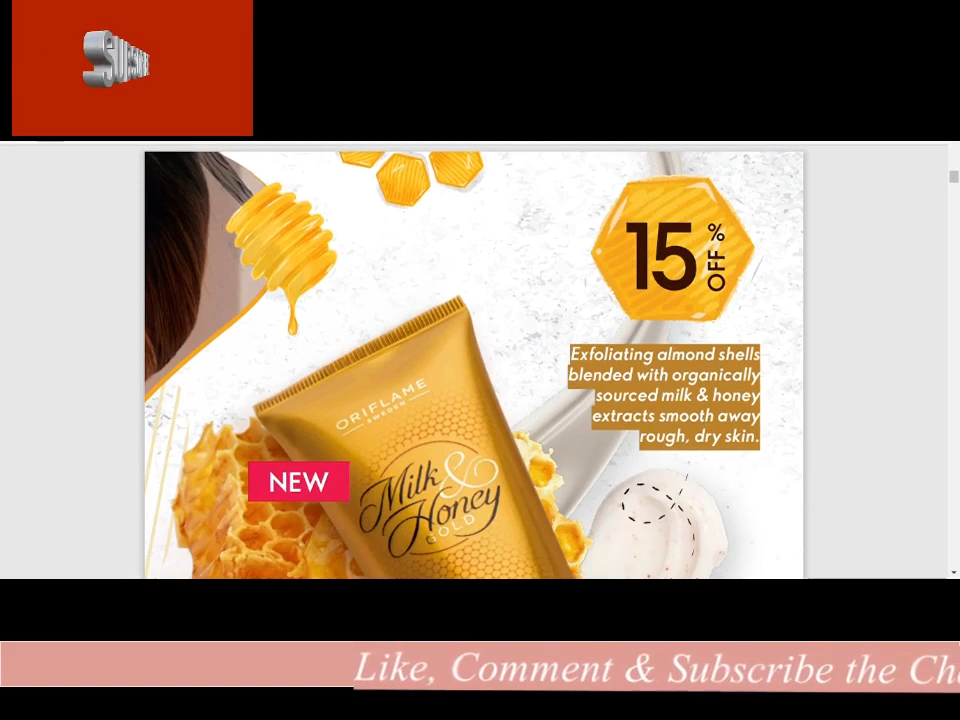 15
% OFF
Exfoliating almond shells
blended with organically
sourced milk & honey
extracts smooth away
rough, dry skin.
ORIFLAME
SWEDEN
NEW
Milk &
Honey
GOLD
Like, Comment & Subscribe the